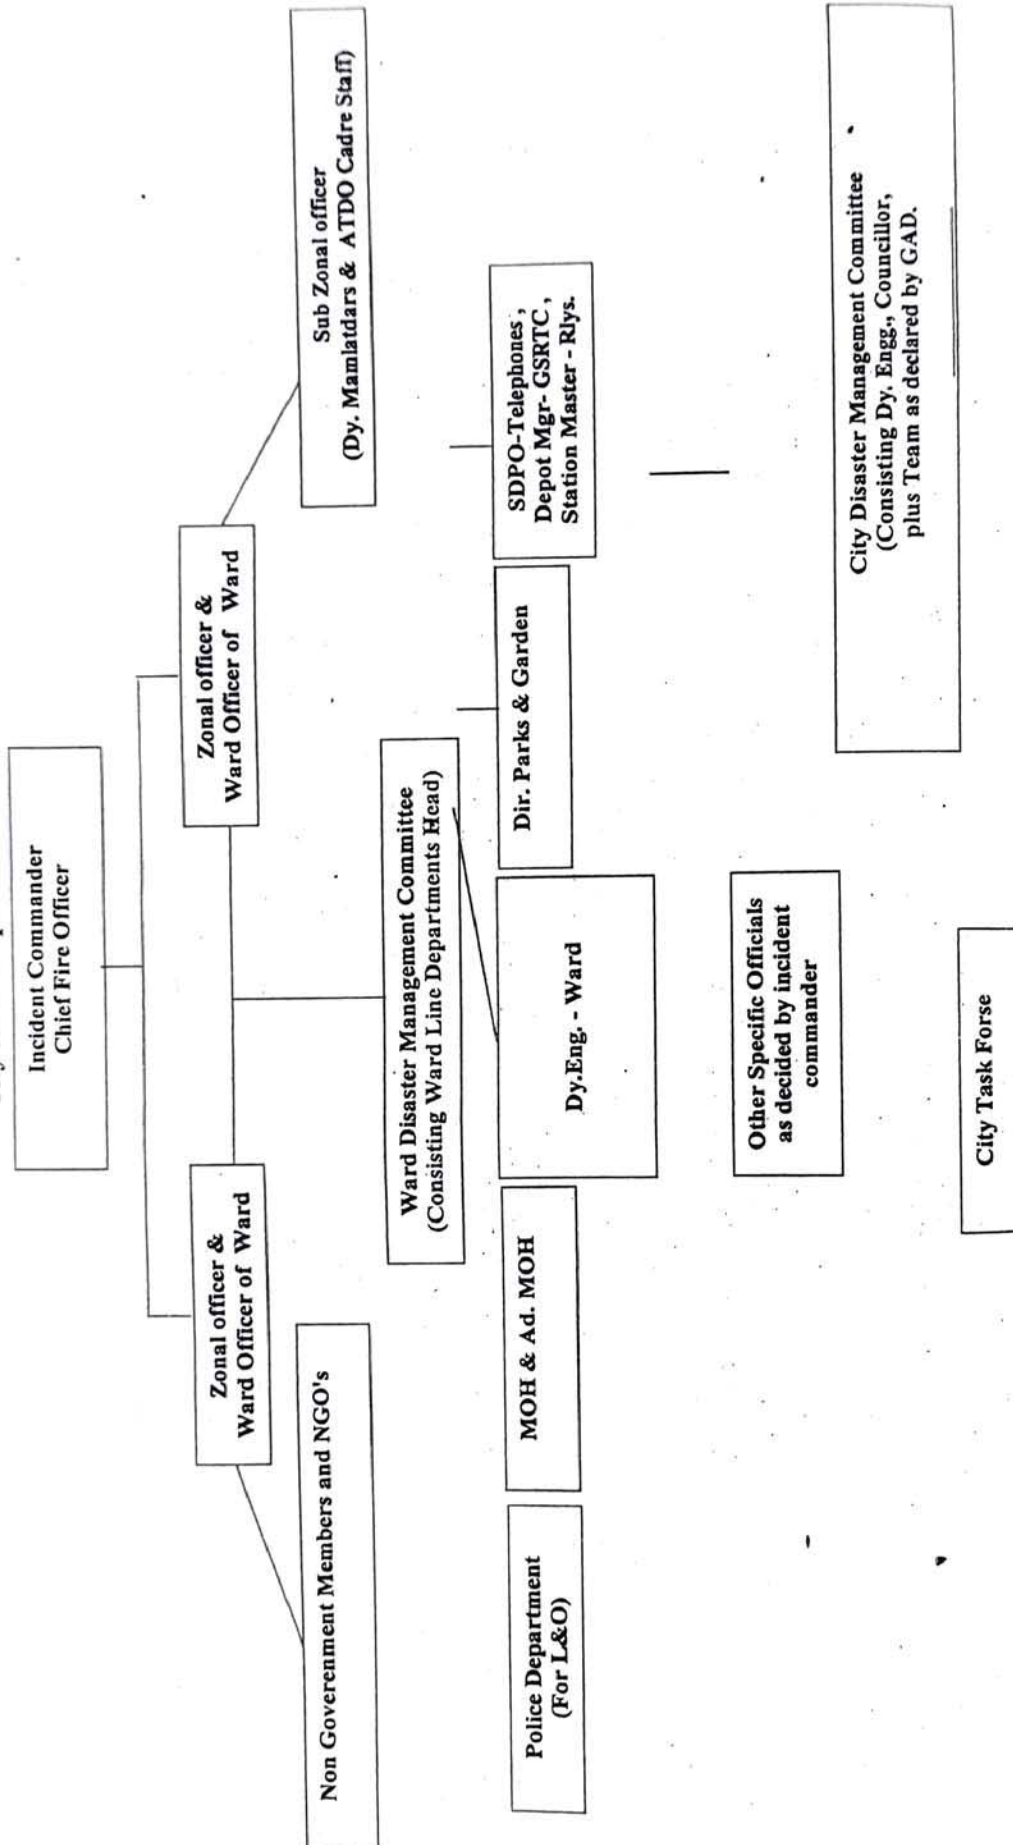 Incident Commander
Chief Fire Officer
Zonal officer &
Ward Officer of Ward
Zonal officer &
Ward Officer of Ward
Non Goverenment Members and NGO's
Sub Zonal officer
(Dy. Mamlatdars & ATDO Cadre Staff)
Ward Disaster Management Committee
(Consisting Ward Line Departments Head)
Police Department
(For L&O)
MOH & Ad. MOH
Dy.Eng. - Ward
Dir. Parks & Garden
SDPO-Telephones,
Depot Mgr- GSRTC,
Station Master - Rlys.
Other Specific Officials
as decided by incident
commander
City Disaster Management Committee
(Consisting Dy. Engg., Councillor,
plus Team as declared by GAD.
City Task Forse